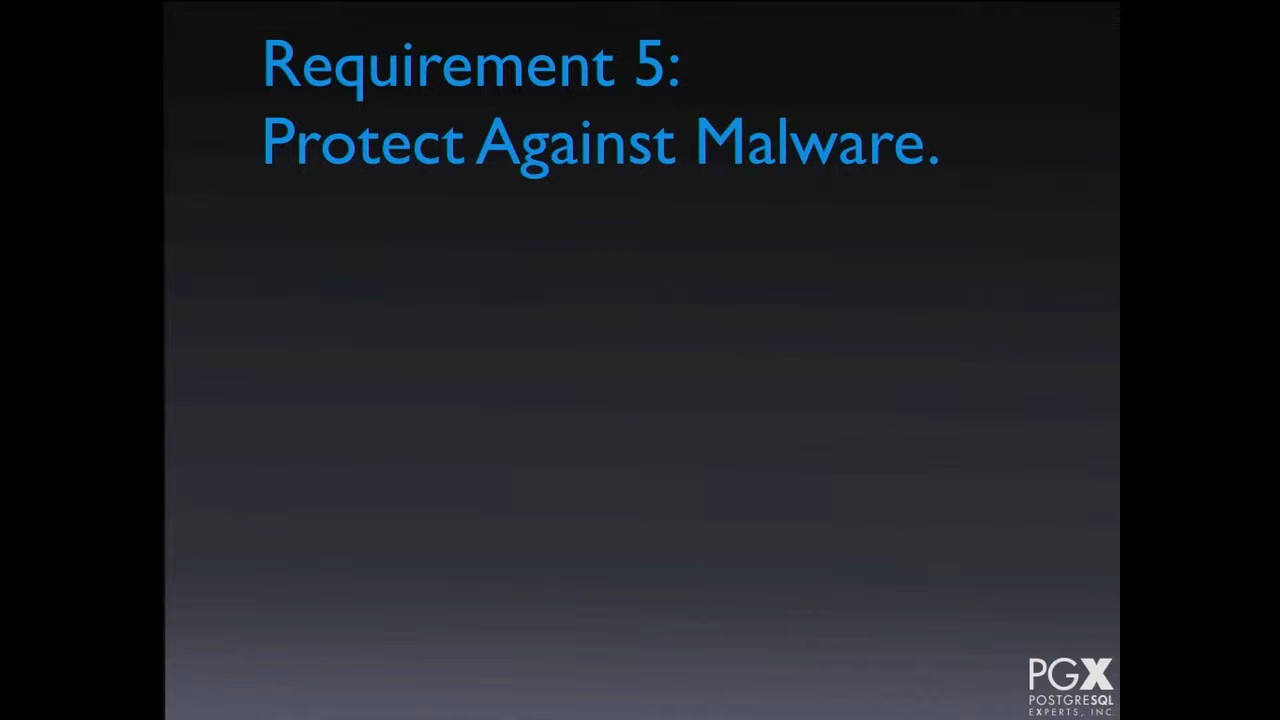 Requirement 5:
Protect Against Malware.
PGX
POSTGRESQL
EXPERTS, INC.